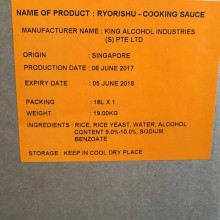 NAME OF PRODUCT : RYORISHU - COOKING SAUCE
MANUFACTURER NAME : KING ALCOHOL INDUSTRIES
(S) PTE LTD
ORIGIN : SINGAPORE
PRODUCTION DATE : 06 JUNE 2017
EXPIRY DATE : 05 JUNE 2018
PACKING : 18L X 1
WEIGHT : 19.00KG
INGREDIENTS : RICE, RICE YEAST, WATER, ALCOHOL
CONTENT 9.0%-10.0%, SODIUM
BENZOATE
STORAGE : KEEP IN COOL DRY PLACE